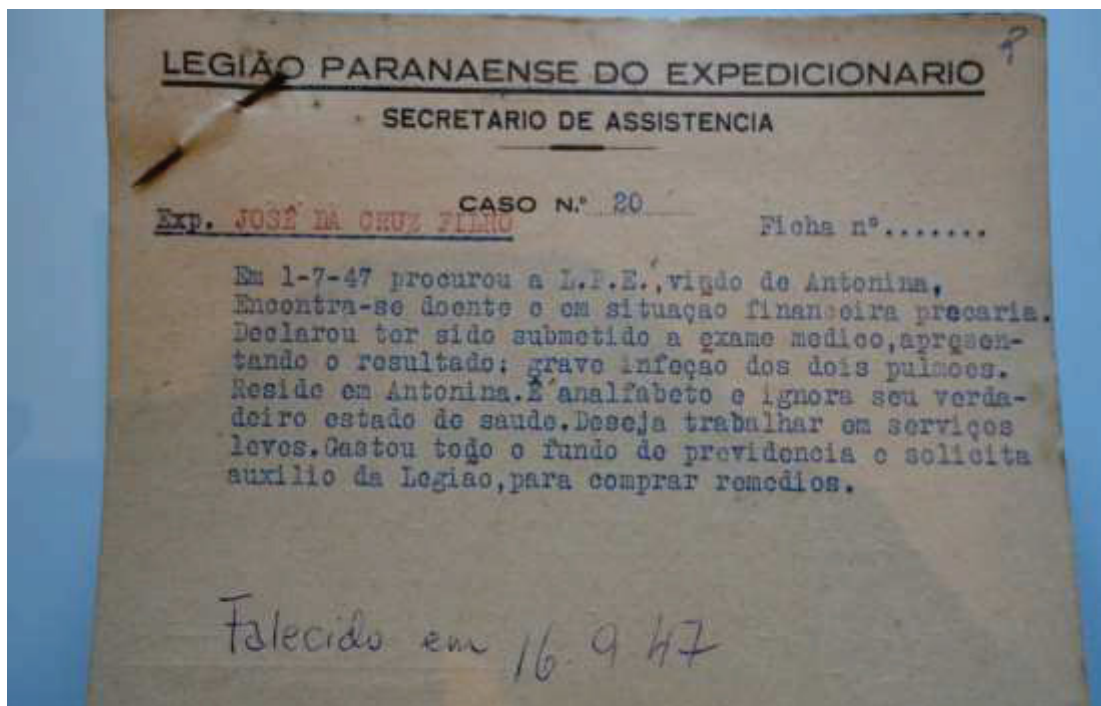 LEGIÃO PARANAENSE DO EXPEDICIONARIO
SECRETARIO DE ASSISTENCIA
CASO N.º 20
Exp. JOSÉ DA CRUZ FILHO
Ficha nº.......
Em 1-7-47 procurou a L.P.E., vindo de Antonina,
Encontra-se doente e em situaçao financeira precaria.
Declarou ter sido submetido a exame medico,apresen-
tando o resultado; grave infeçao dos dois pulmoes.
Reside em Antonina.É analfabeto e ignora seu verda-
deiro estado de saude.Deseja trabalhar em serviços
leves.Gastou todo o fundo de previdencia e solicita
auxilio da Legiao,para comprar remedios.
Falecido em 16 9 47